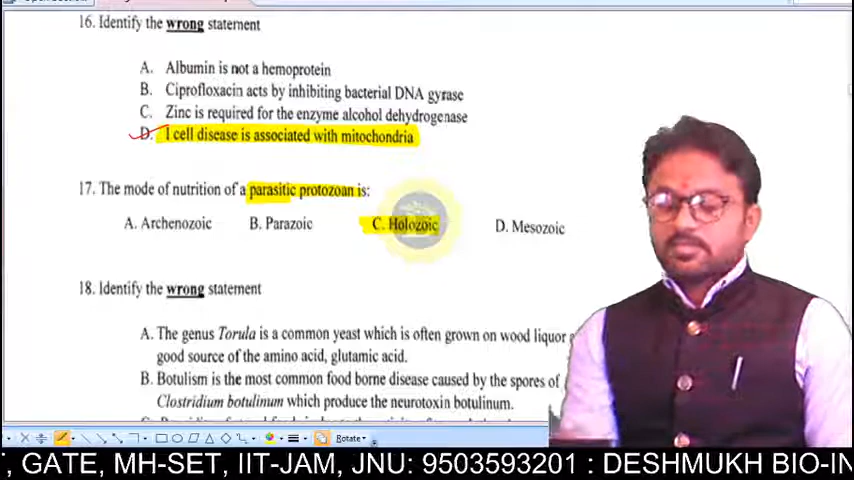 16. Identify the wrong statement
A. Albumin is not a hemoprotein
B. Ciprofloxacin acts by inhibiting bacterial DNA gyrase
C. Zinc is required for the enzyme alcohol dehydrogenase
D. I cell disease is associated with mitochondria
17. The mode of nutrition of a parasitic protozoan is:
A. Archenozoic B. Parazoic C. Holozoic D. Mesozoic
18. Identify the wrong statement
A. The genus Torula is a common yeast which is often grown on wood liquor
good source of the amino acid, glutamic acid.
B. Botulism is the most common food borne disease caused by the spores of
Clostridium botulinum which produce the neurotoxin botulinum.
Rotate
T, GATE, MH-SET, IIT-JAM, JNU: 9503593201 : DESHMUKH BIO-IN